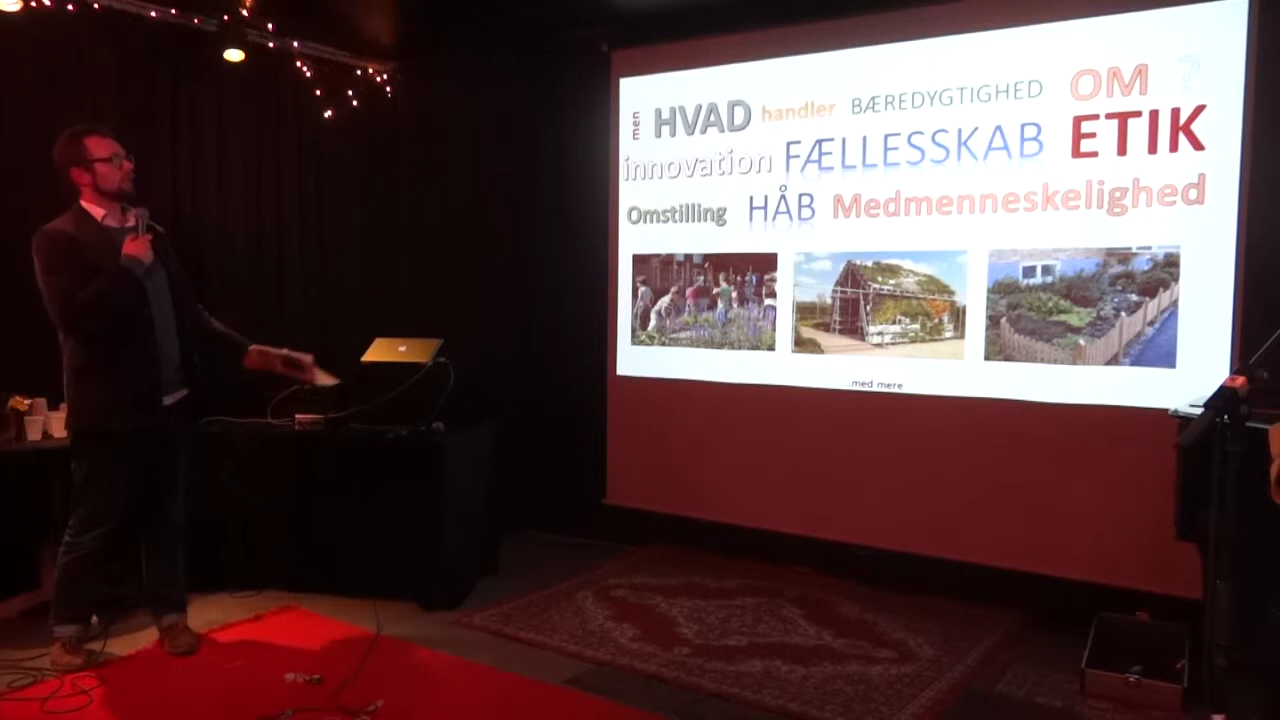 men HVAD handler BÆREDYGTIGHED OM ?
innovation FÆLLESSKAB ETIK
Omstilling HÅB Medmenneskelighed
...med mere